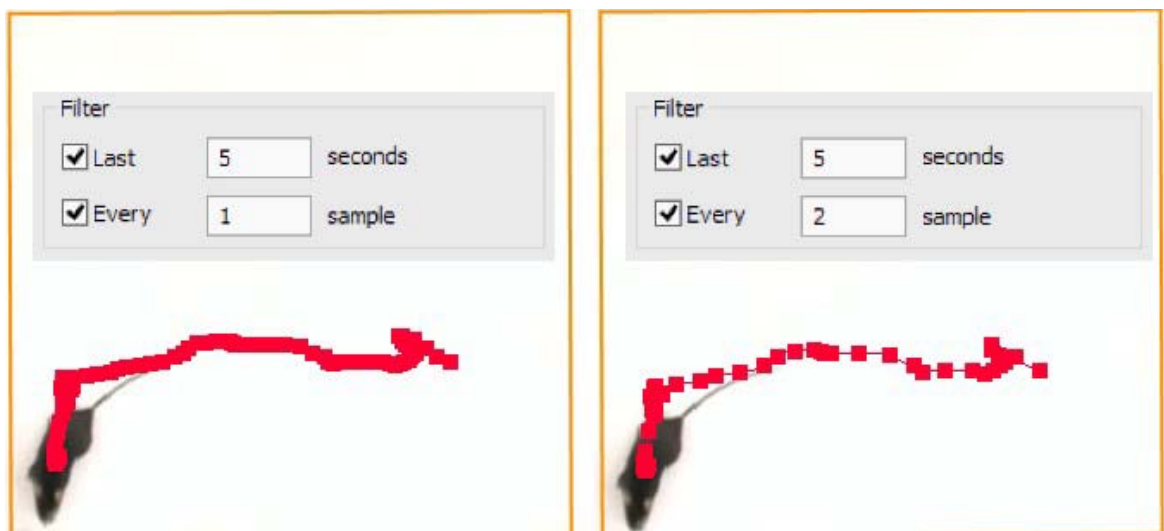 Filter
Last 5 seconds
Every 1 sample
Filter
Last 5 seconds
Every 2 sample